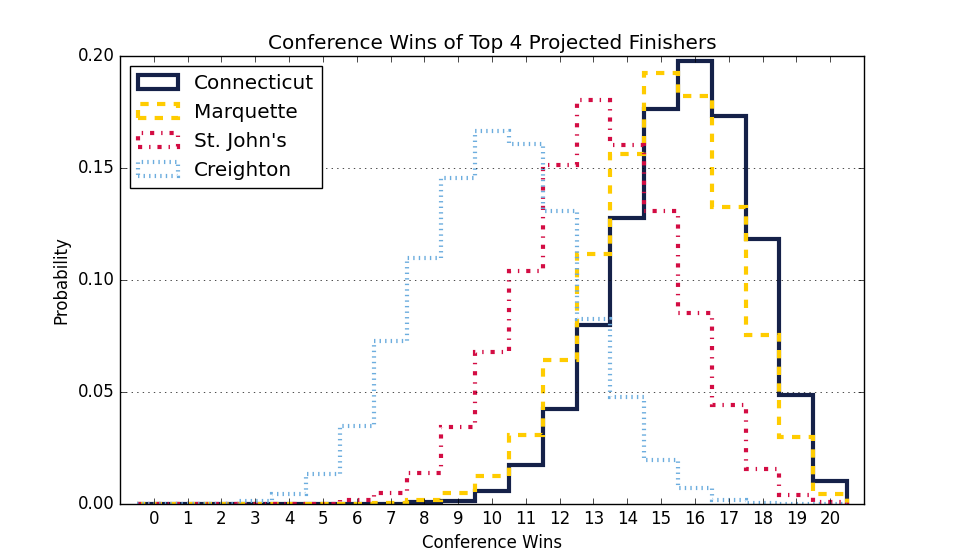 Conference Wins of Top 4 Projected Finishers
Connecticut
Marquette
St. John's
Creighton
0.20
0.15
0.10
0.05
0.00
Probability
0 1 2 3 4 5 6 7 8 9 10 11 12 13 14 15 16 17 18 19 20
Conference Wins